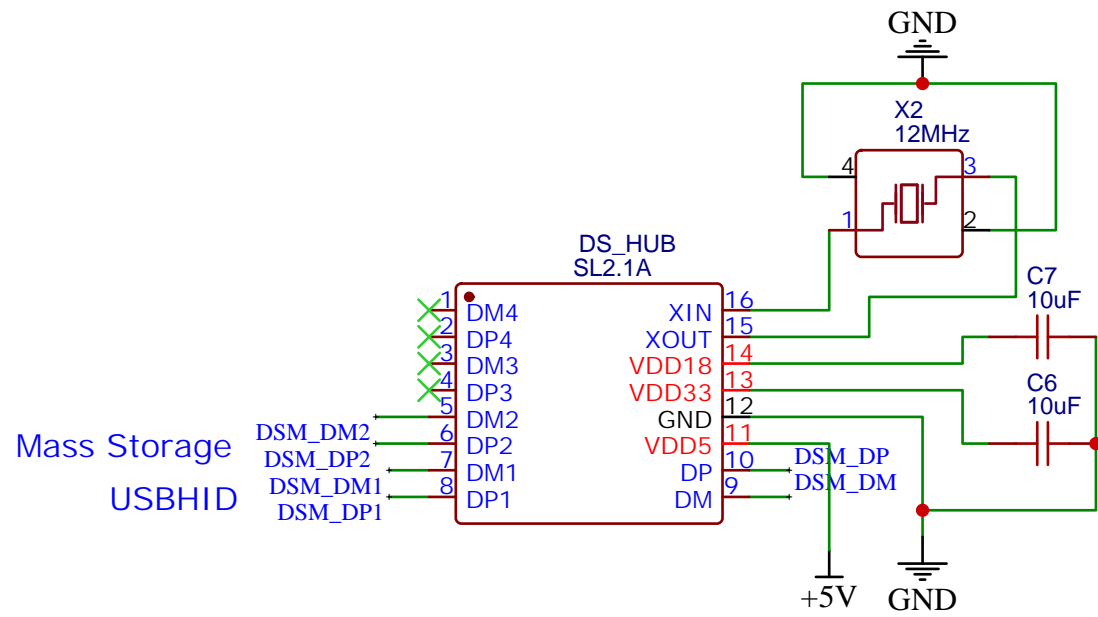 GND
X2
12MHz
4
3
1
2
DS_HUB
SL2.1A
C7
10uF
1 DM4 XIN 16
2 DP4 XOUT 15
3 DM3 VDD18 14
4 DP3 VDD33 13
C6
10uF
5 DM2 GND 12
Mass Storage DSM_DM2 6 DP2 VDD5 11
DSM_DP2 7 DM1 DP 10 DSM_DP
USBHID DSM_DM1 8 DP1 DM 9 DSM_DM
DSM_DP1
+5V
GND